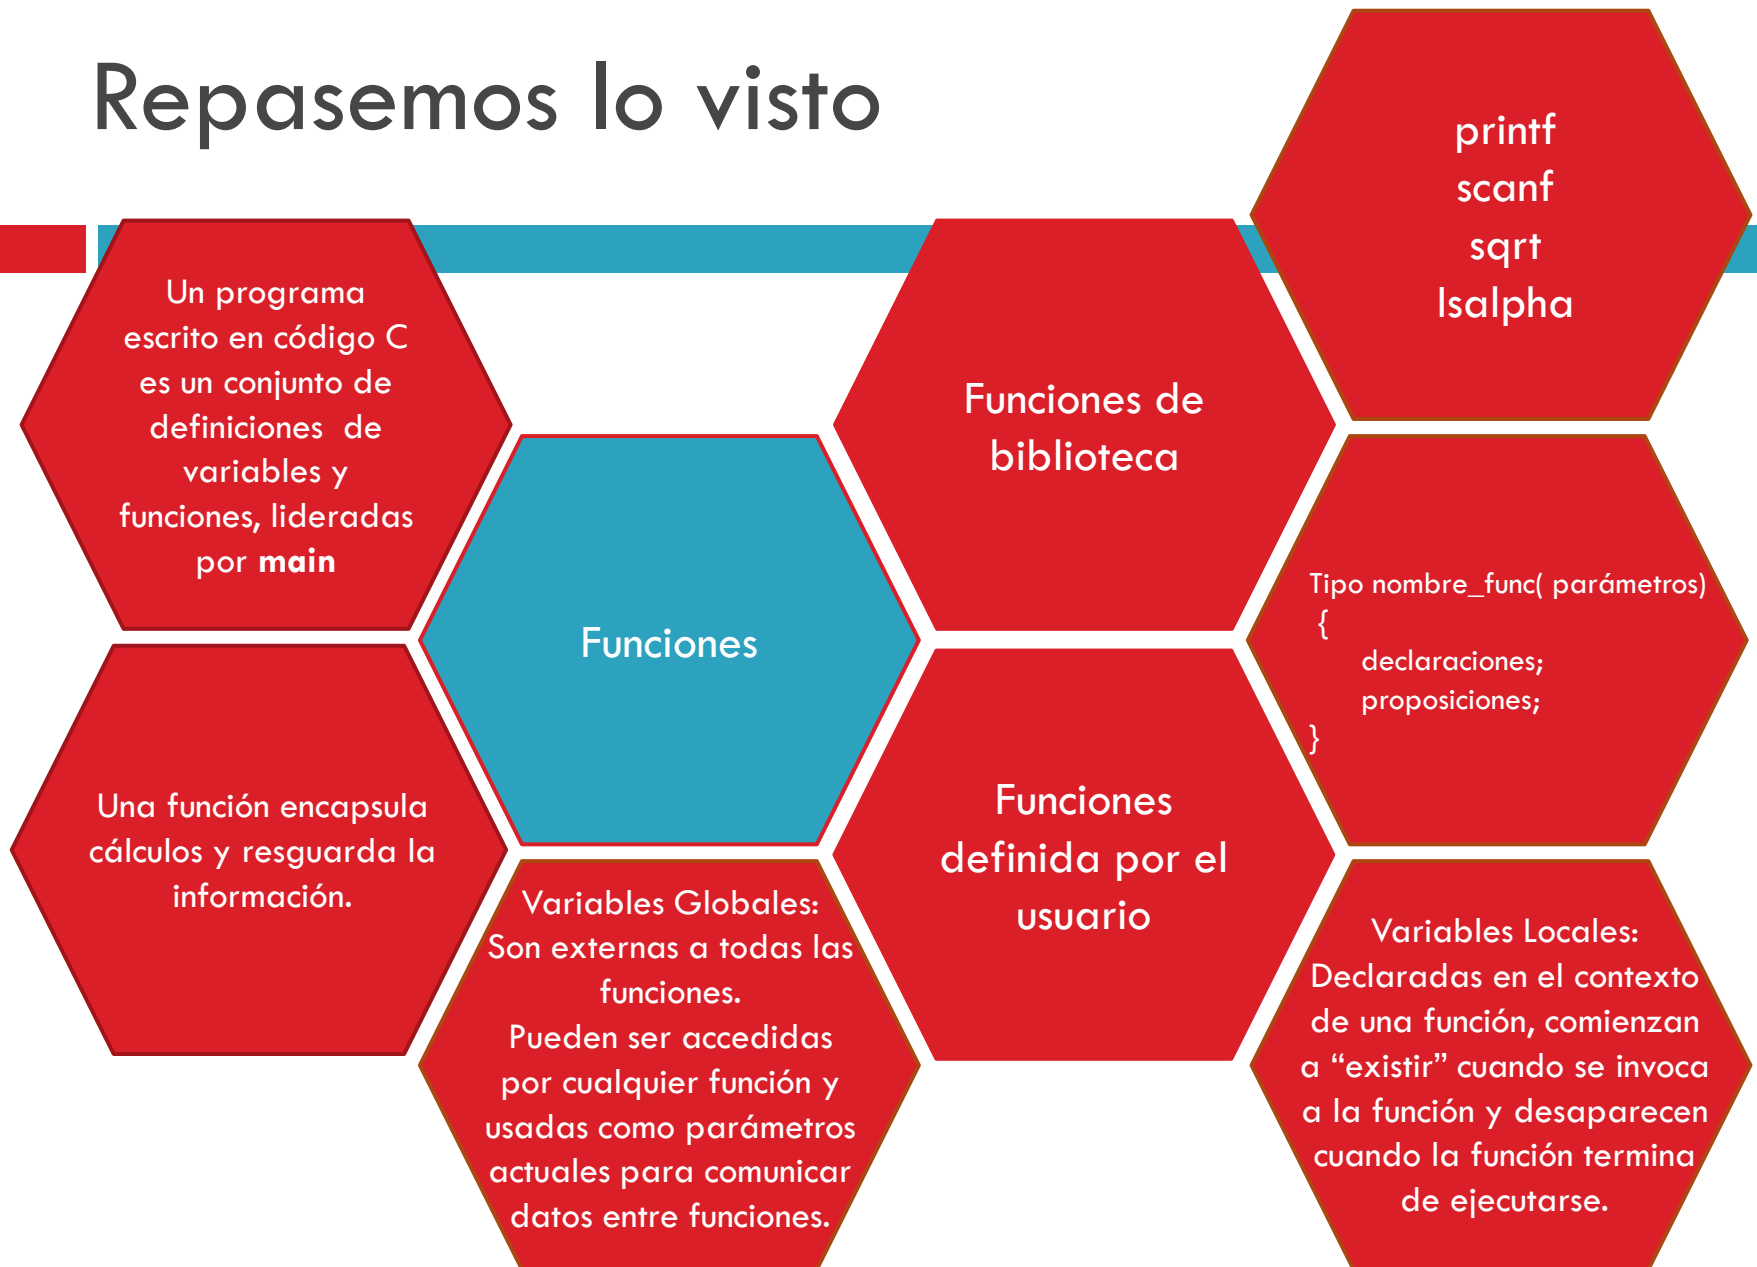 Repasemos lo visto
printf
scanf
sqrt
Isalpha
Un programa
escrito en código C
es un conjunto de
definiciones  de
variables y
funciones, lideradas
por main
Funciones de
biblioteca
Tipo nombre_func( parámetros)
{
declaraciones;
proposiciones;
}
Funciones
Una función encapsula
cálculos y resguarda la
información.
Funciones
definida por el
usuario
Variables Globales:
Son externas a todas las
funciones.
Pueden ser accedidas
por cualquier función y
usadas como parámetros
actuales para comunicar
datos entre funciones.
Variables Locales:
Declaradas en el contexto
de una función, comienzan
a “existir” cuando se invoca
a la función y desaparecen
cuando la función termina
de ejecutarse.